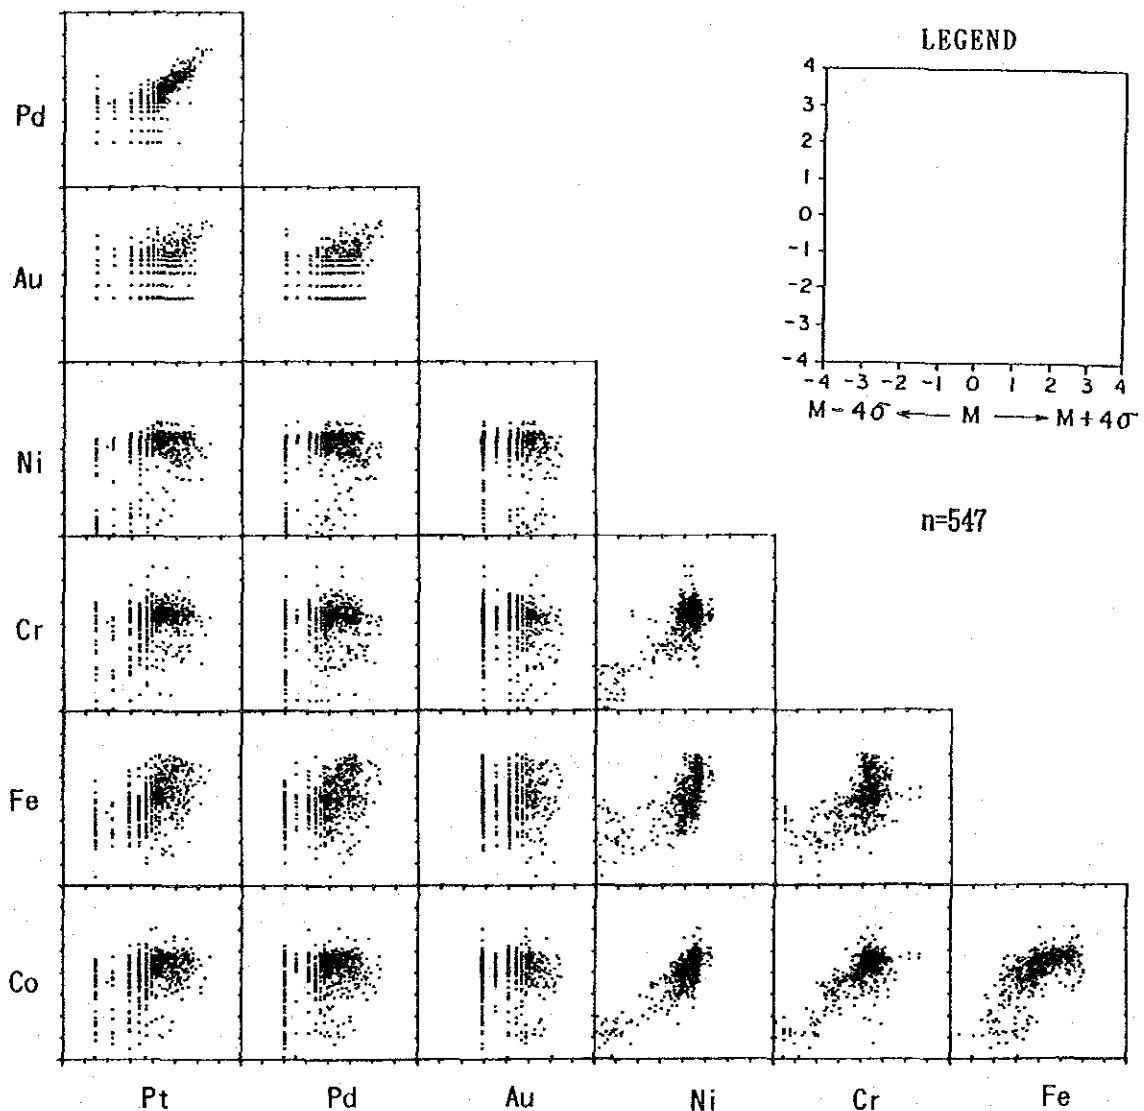 LEGEND
4
3
2
1
0
-1
-2
-3
-4
-4 -3 -2 -1 0 1 2 3 4
M-4σ ← M → M+4σ
n=547
Pd
Au
Ni
Cr
Fe
Co
Pt Pd Au Ni Cr Fe